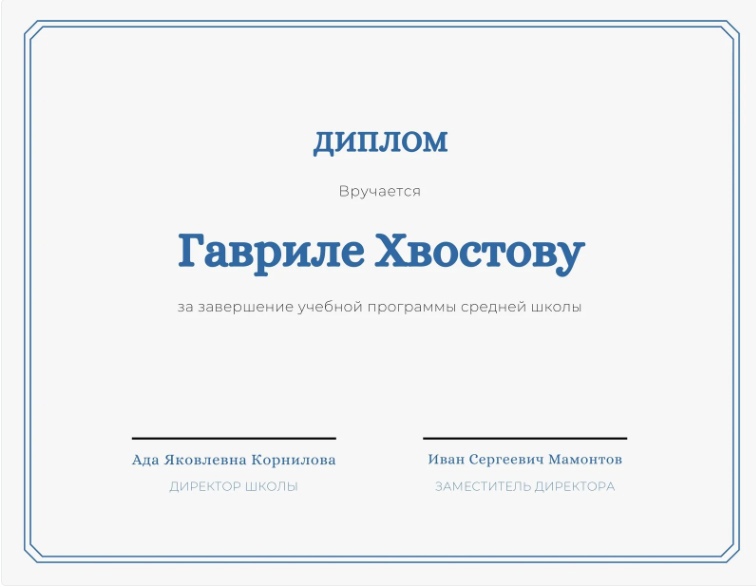 ДИПЛОМ
Вручается
Гавриле Хвостову
за завершение учебной программы средней школы
Ада Яковлевна Корнилова
ДИРЕКТОР ШКОЛЫ
Иван Сергеевич Мамонтов
ЗАМЕСТИТЕЛЬ ДИРЕКТОРА